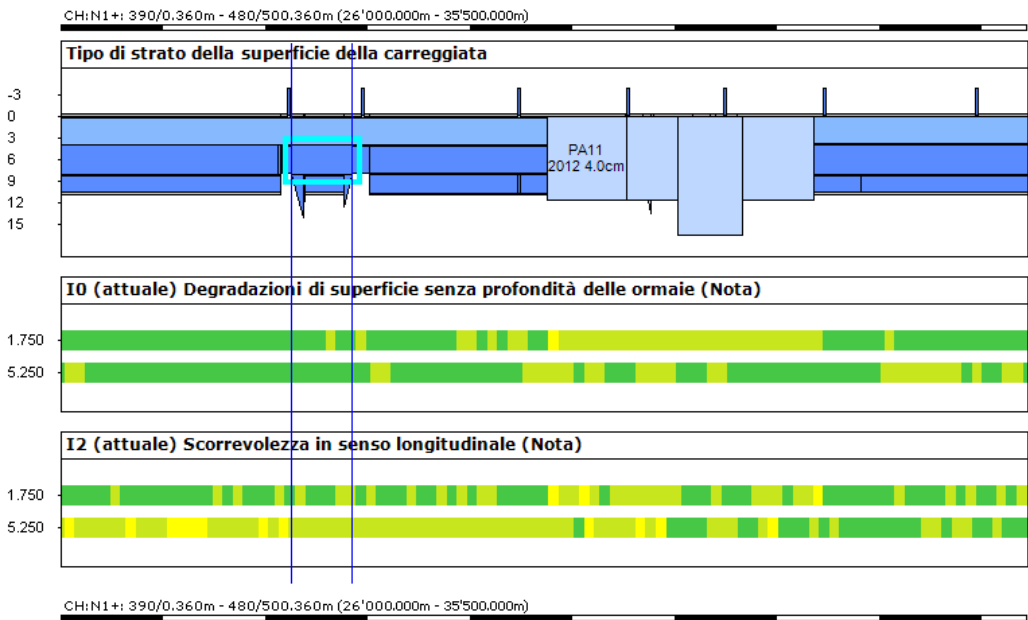 CH:N1+: 390/0.360m - 480/500.360m (26'000.000m - 35'500.000m)
Tipo di strato della superficie della carreggiata
-3
0
3
6
9
12
15
PA11
2012 4.0cm
I0 (attuale) Degradazioni di superficie senza profondità delle ormaie (Nota)
1.750
5.250
I2 (attuale) Scorrevolezza in senso longitudinale (Nota)
1.750
5.250
CH:N1+: 390/0.360m - 480/500.360m (26'000.000m - 35'500.000m)